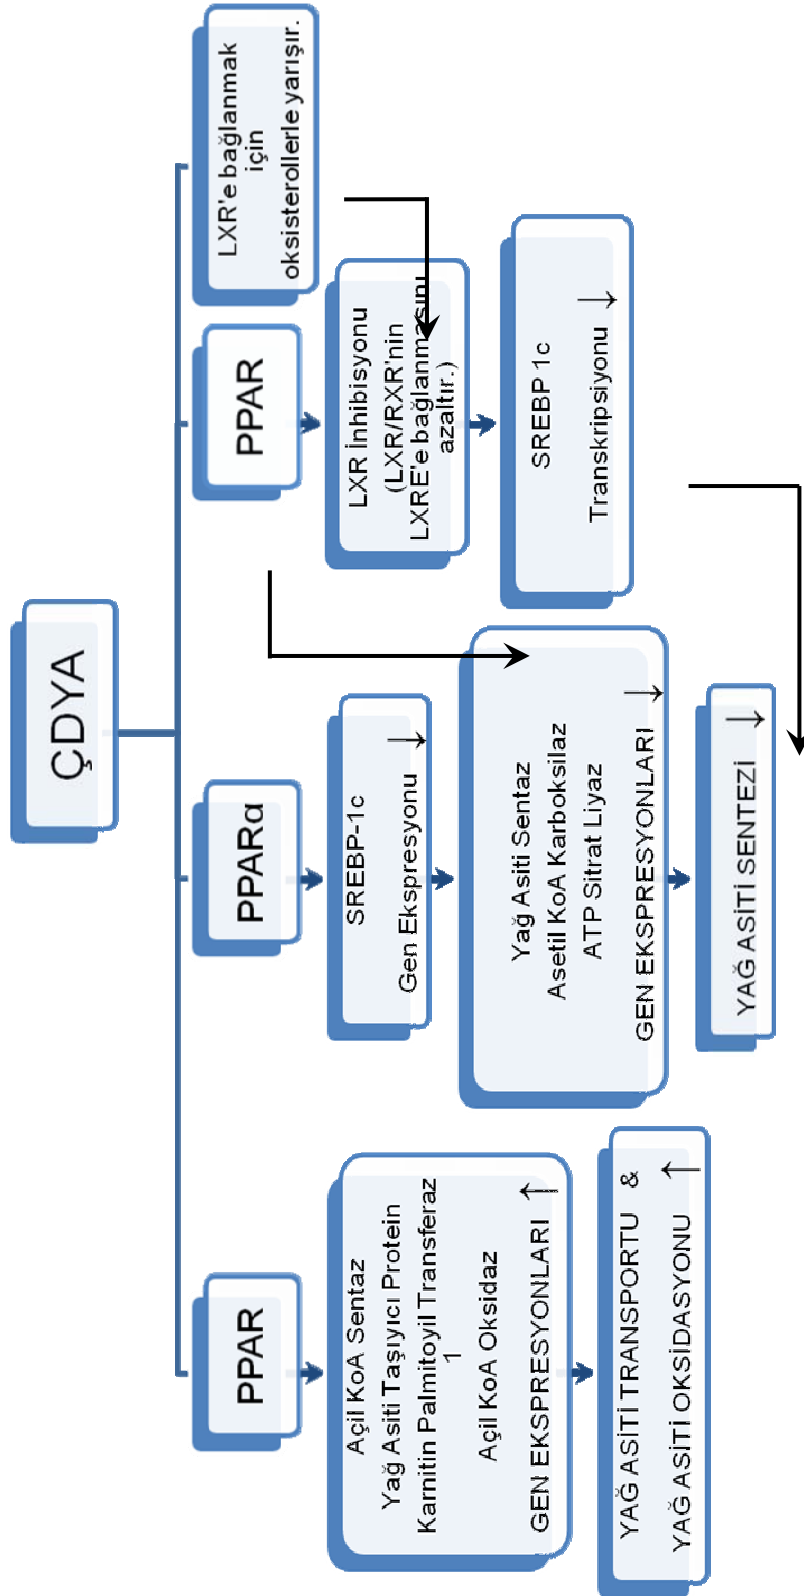 ÇDYA
PPAR
Açil KoA Sentaz
Yağ Asiti Taşıyıcı Protein
Karnitin Palmitoyil Transferaz
1
Açil KoA Oksidaz
GEN EKSPRESYONLARI ↑
YAĞ ASİTİ TRANSPORTU &
YAĞ ASİTİ OKSİDASYONU ↑
PPARα
SREBP-1c
Gen Ekspresyonu ↓
Yağ Asiti Sentaz
Asetil KoA Karboksilaz
ATP Sitrat Liyaz
GEN EKSPRESYONLARI ↓
YAĞ ASİTİ SENTEZİ ↓
PPAR
LXR İnhibisyonu
(LXR/RXR'nin
LXRE'e bağlanmasını
azaltır.)
SREBP 1c
Transkripsiyonu ↓
LXR'e bağlanmak
için
oksisterollerle yarışır.